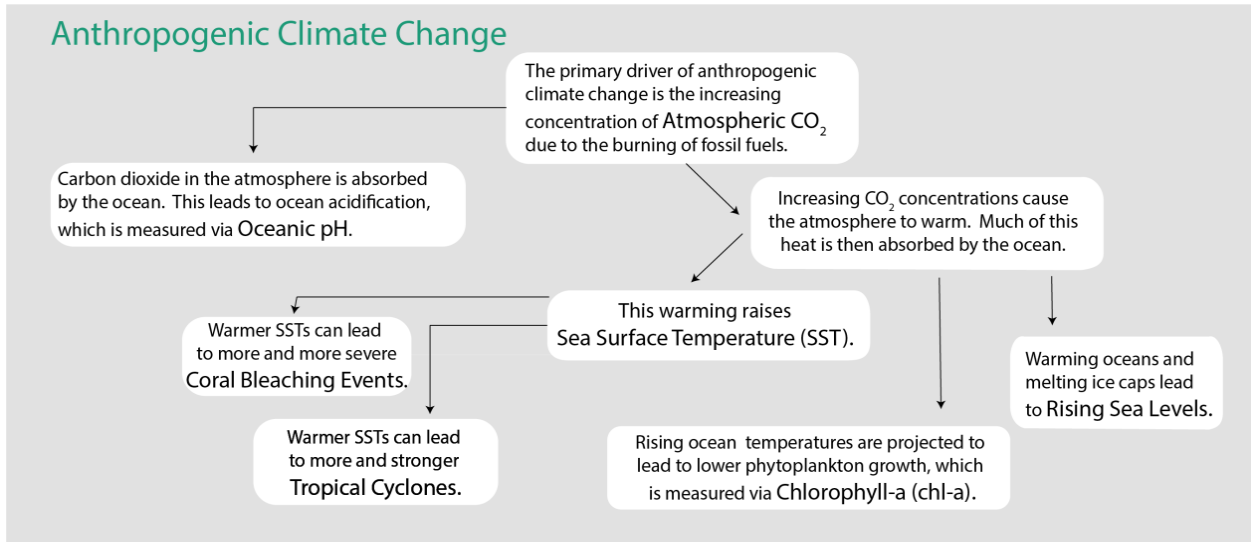 Anthropogenic Climate Change
The primary driver of anthropogenic
climate change is the increasing
concentration of Atmospheric CO₂
due to the burning of fossil fuels.
Carbon dioxide in the atmosphere is absorbed
by the ocean.  This leads to ocean acidification,
which is measured via Oceanic pH.
Increasing CO₂ concentrations cause
the atmosphere to warm.  Much of this
heat is then absorbed by the ocean.
This warming raises
Sea Surface Temperature (SST).
Warmer SSTs can lead
to more and more severe
Coral Bleaching Events.
Warming oceans and
melting ice caps lead
to Rising Sea Levels.
Warmer SSTs can lead
to more and stronger
Tropical Cyclones.
Rising ocean  temperatures are projected to
lead to lower phytoplankton growth, which
is measured via Chlorophyll-a (chl-a).